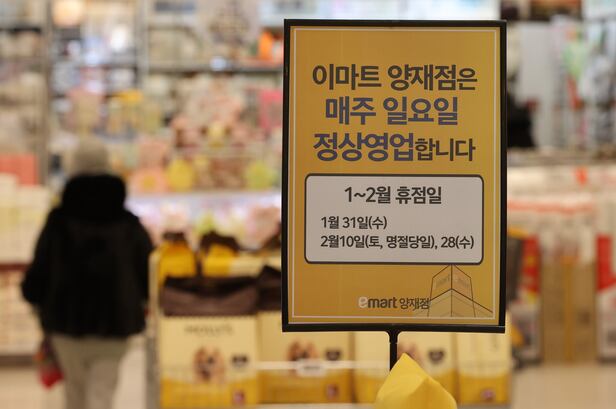 이마트 양재점은
매주 일요일
정상영업합니다
1~2월 휴점일
1월 31일(수)
2월10일(토, 명절당일), 28(수)
emart 양재점